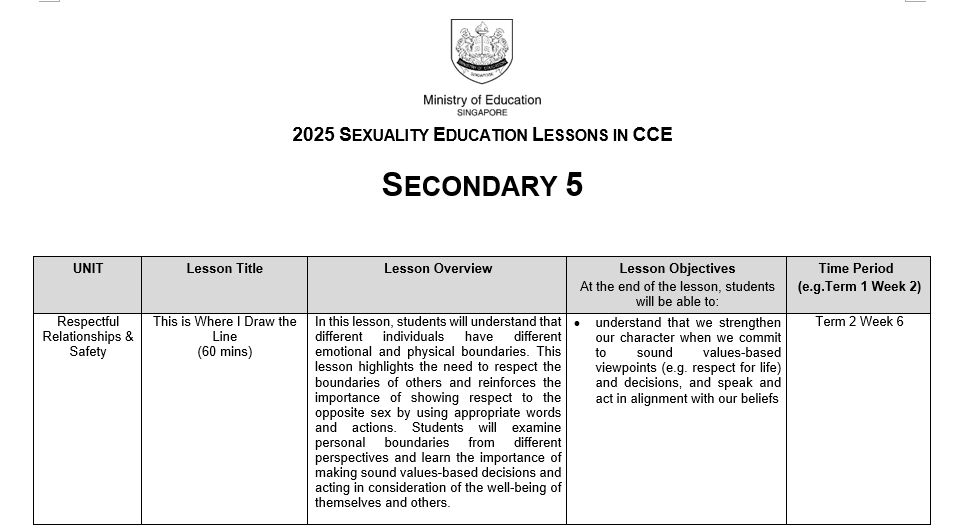 MINISTRY OF EDUCATION
SINGAPORE
Ministry of Education
SINGAPORE
2025 SEXUALITY EDUCATION LESSONS IN CCE
SECONDARY 5
UNIT
Lesson Title
Lesson Overview
Lesson Objectives
At the end of the lesson, students
will be able to:
Time Period
(e.g.Term 1 Week 2)
Respectful
Relationships &
Safety
This is Where I Draw the
Line
(60 mins)
In this lesson, students will understand that
different individuals have different
emotional and physical boundaries. This
lesson highlights the need to respect the
boundaries of others and reinforces the
importance of showing respect to the
opposite sex by using appropriate words
and actions. Students will examine
personal boundaries from different
perspectives and learn the importance of
making sound values-based decisions and
acting in consideration of the well-being of
themselves and others.
• understand that we strengthen
our character when we commit
to sound values-based
viewpoints (e.g. respect for life)
and decisions, and speak and
act in alignment with our beliefs
Term 2 Week 6